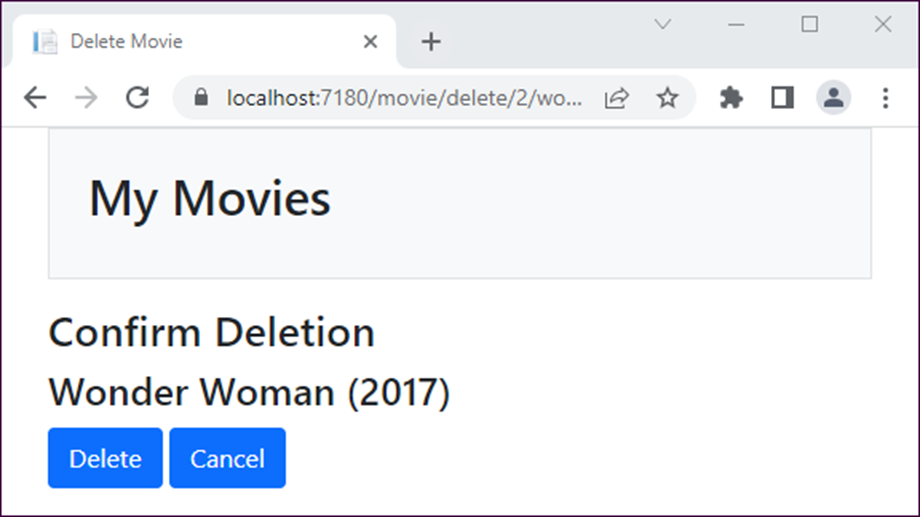 Delete Movie
localhost:7180/movie/delete/2/wo...
My Movies
Confirm Deletion
Wonder Woman (2017)
Delete Cancel